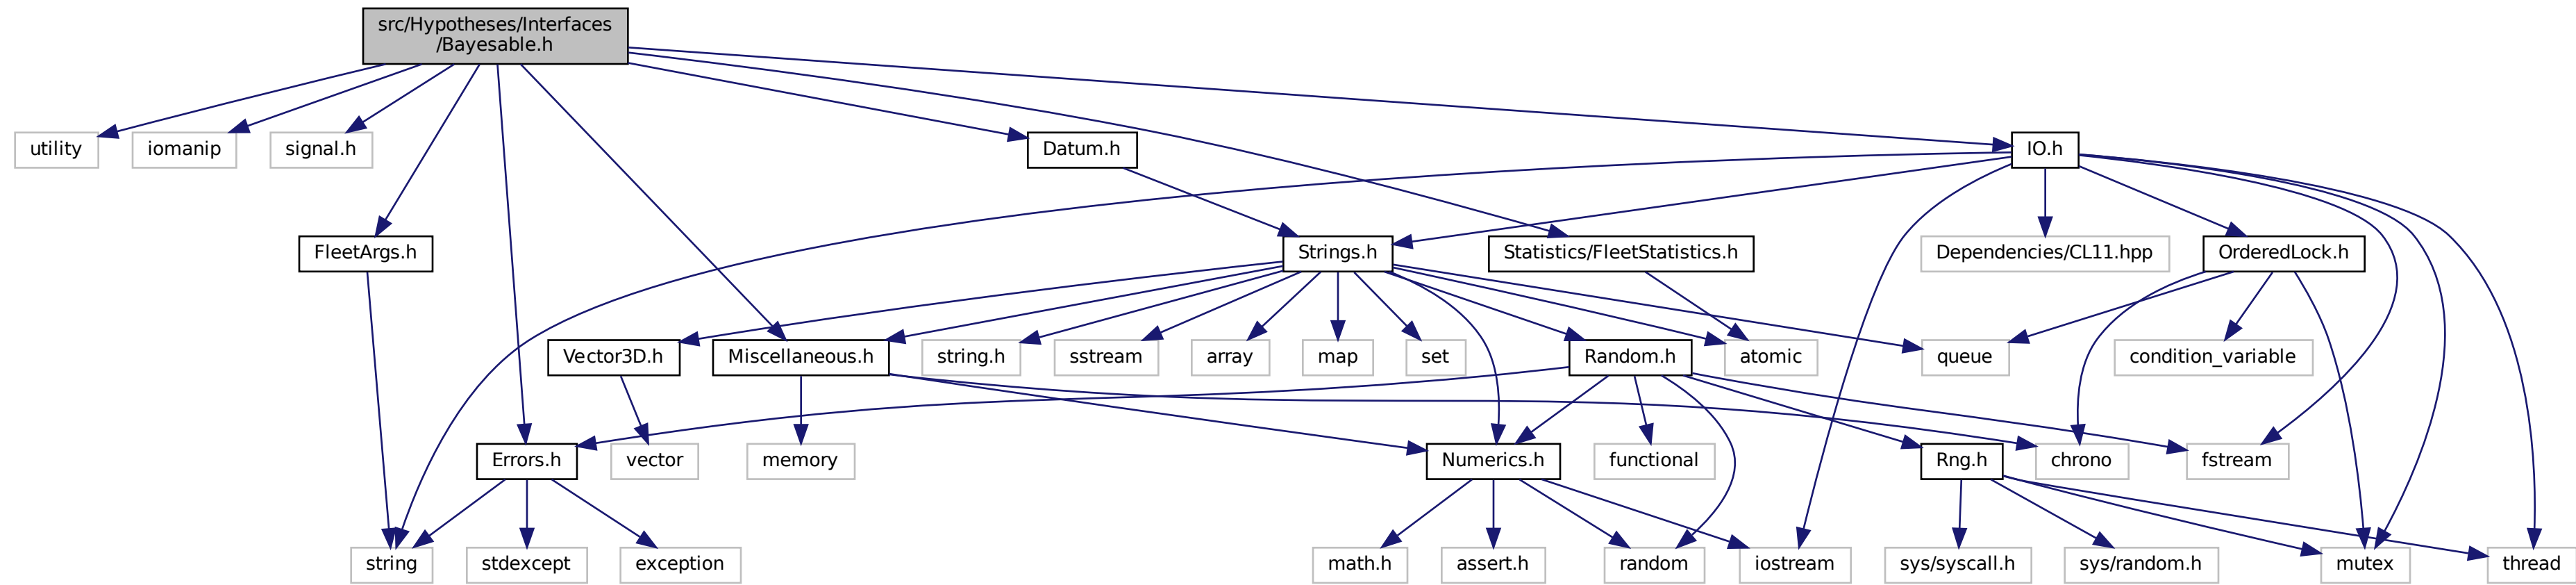 src/Hypotheses/Interfaces
/Bayesable.h
utility
iomanip
signal.h
Datum.h
IO.h
FleetArgs.h
Strings.h
Statistics/FleetStatistics.h
Dependencies/CL11.hpp
OrderedLock.h
Vector3D.h
Miscellaneous.h
string.h
sstream
array
map
set
Random.h
atomic
queue
condition_variable
Errors.h
vector
memory
Numerics.h
functional
Rng.h
chrono
fstream
string
stdexcept
exception
math.h
assert.h
random
iostream
sys/syscall.h
sys/random.h
mutex
thread